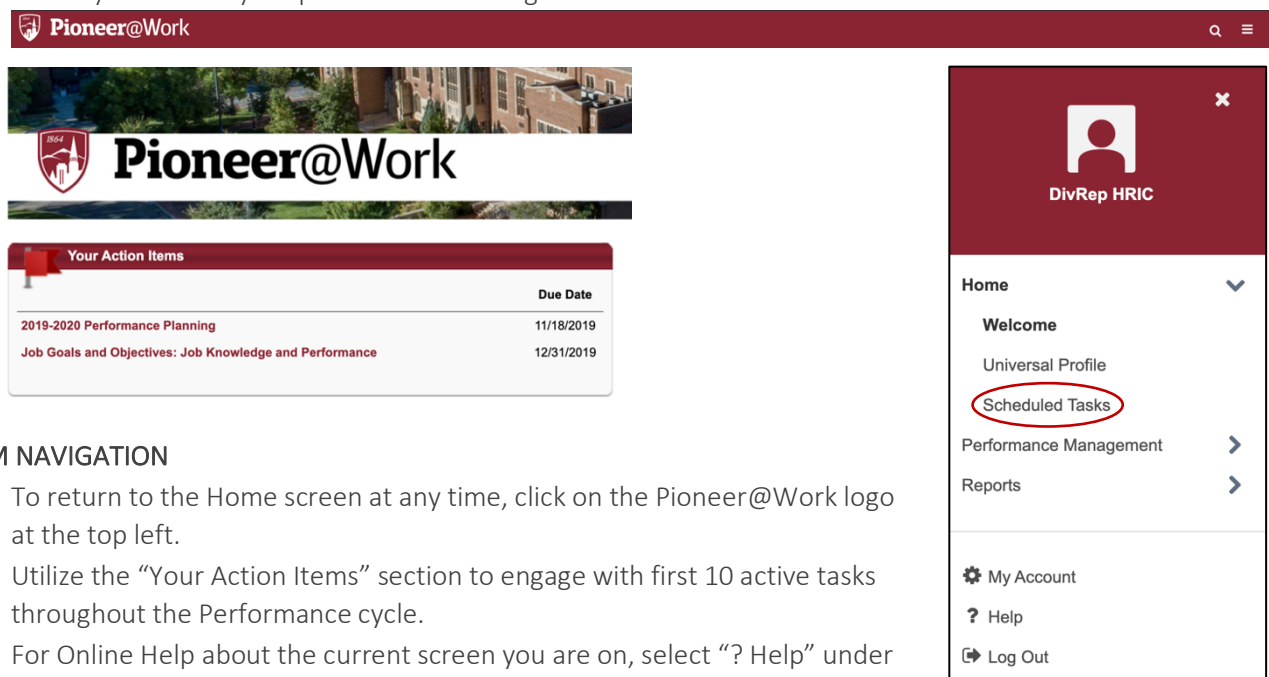 Pioneer@Work
1864
Pioneer@Work
Your Action Items
Due Date
2019-2020 Performance Planning 11/18/2019
Job Goals and Objectives: Job Knowledge and Performance 12/31/2019
NAVIGATION
To return to the Home screen at any time, click on the Pioneer@Work logo
at the top left.
Utilize the “Your Action Items” section to engage with first 10 active tasks
throughout the Performance cycle.
For Online Help about the current screen you are on, select “? Help” under
DivRep HRIC
Home
Welcome
Universal Profile
Scheduled Tasks
Performance Management
Reports
My Account
? Help
Log Out